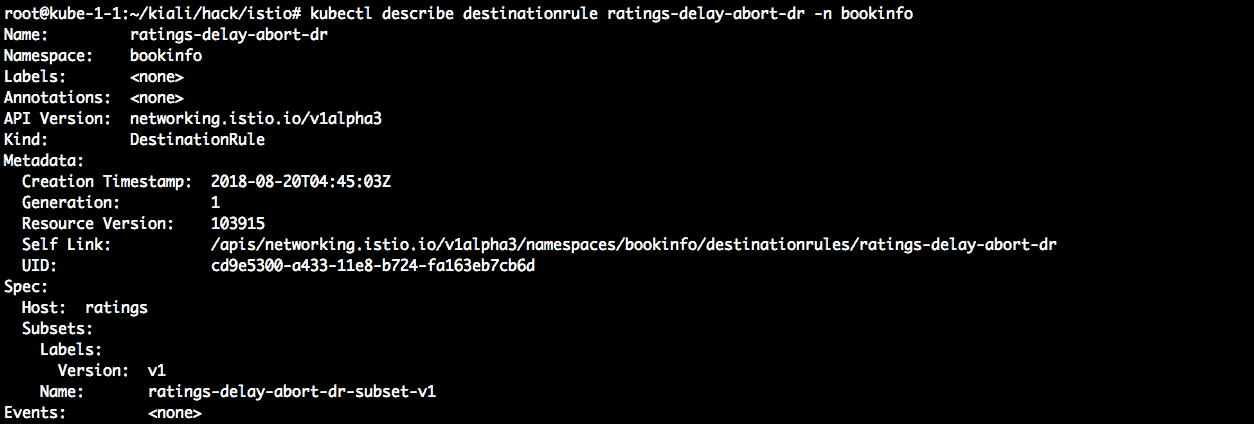 root@kube-1-1:~/kiali/hack/istio# kubectl describe destinationrule ratings-delay-abort-dr -n bookinfo
Name:         ratings-delay-abort-dr
Namespace:    bookinfo
Labels:       <none>
Annotations:  <none>
API Version:  networking.istio.io/v1alpha3
Kind:         DestinationRule
Metadata:
  Creation Timestamp:  2018-08-20T04:45:03Z
  Generation:          1
  Resource Version:    103915
  Self Link:           /apis/networking.istio.io/v1alpha3/namespaces/bookinfo/destinationrules/ratings-delay-abort-dr
  UID:                 cd9e5300-a433-11e8-b724-fa163eb7cb6d
Spec:
  Host:  ratings
  Subsets:
    Labels:
      Version:  v1
    Name:       ratings-delay-abort-dr-subset-v1
Events:         <none>